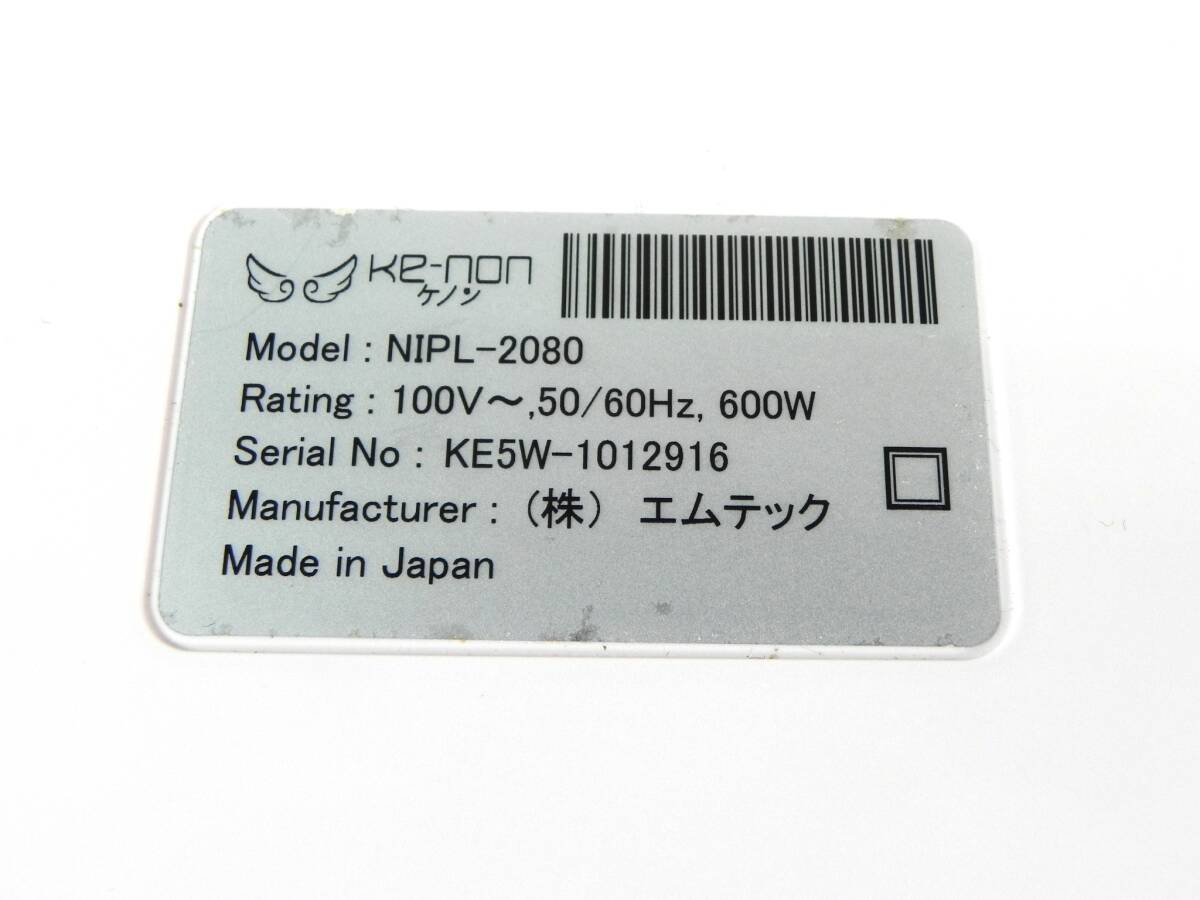 Ke-non
ケノン
Model : NIPL-2080
Rating : 100V～,50/60Hz, 600W
Serial No : KE5W-1012916
Manufacturer : （株） エムテック
Made in Japan